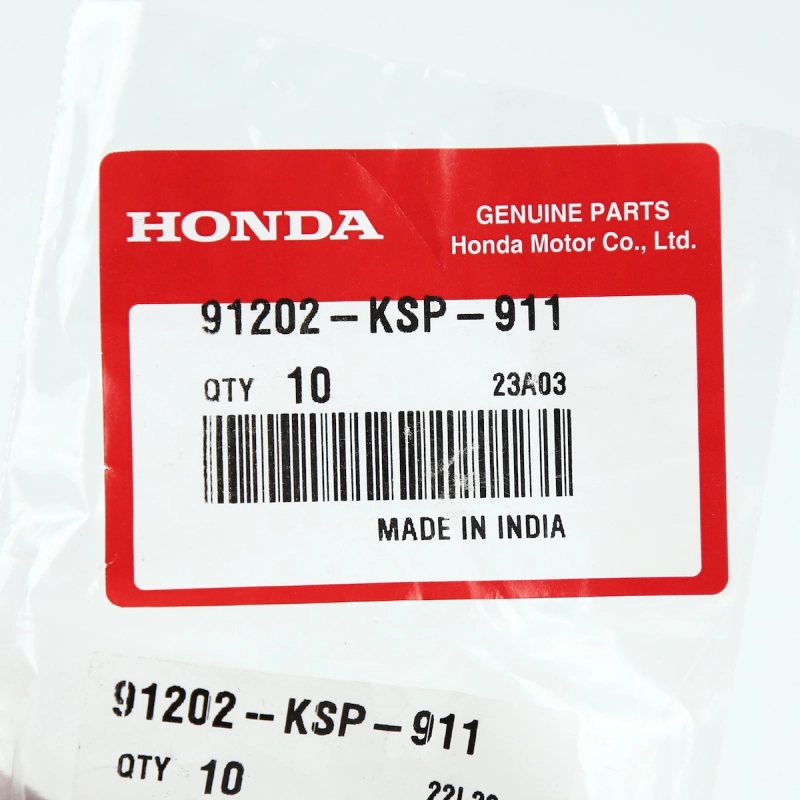 HONDA
GENUINE PARTS
Honda Motor Co., Ltd.
91202-KSP-911
QTY 10 23A03
MADE IN INDIA
91202--KSP-911
QTY 10